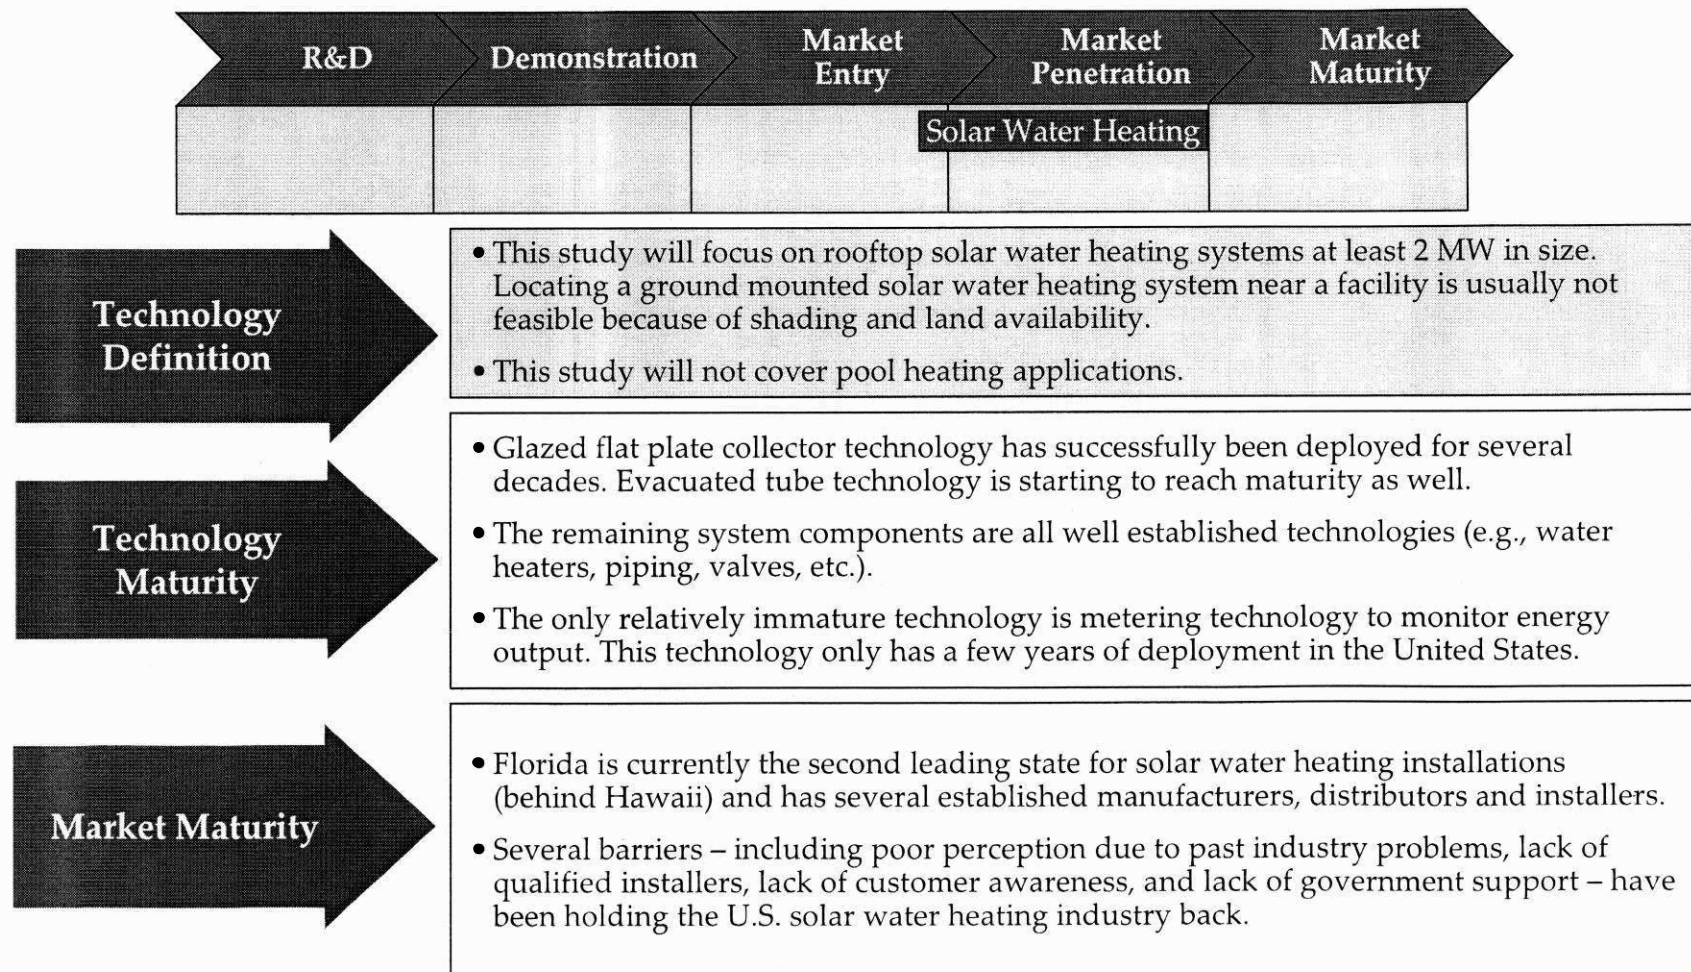 R&D
Demonstration
Market
Entry
Market
Penetration
Market
Maturity
Solar Water Heating
Technology
Definition
• This study will focus on rooftop solar water heating systems at least 2 MW in size.
Locating a ground mounted solar water heating system near a facility is usually not
feasible because of shading and land availability.
• This study will not cover pool heating applications.
Technology
Maturity
• Glazed flat plate collector technology has successfully been deployed for several
decades. Evacuated tube technology is starting to reach maturity as well.
• The remaining system components are all well established technologies (e.g., water
heaters, piping, valves, etc.).
• The only relatively immature technology is metering technology to monitor energy
output. This technology only has a few years of deployment in the United States.
Market Maturity
• Florida is currently the second leading state for solar water heating installations
(behind Hawaii) and has several established manufacturers, distributors and installers.
• Several barriers – including poor perception due to past industry problems, lack of
qualified installers, lack of customer awareness, and lack of government support – have
been holding the U.S. solar water heating industry back.